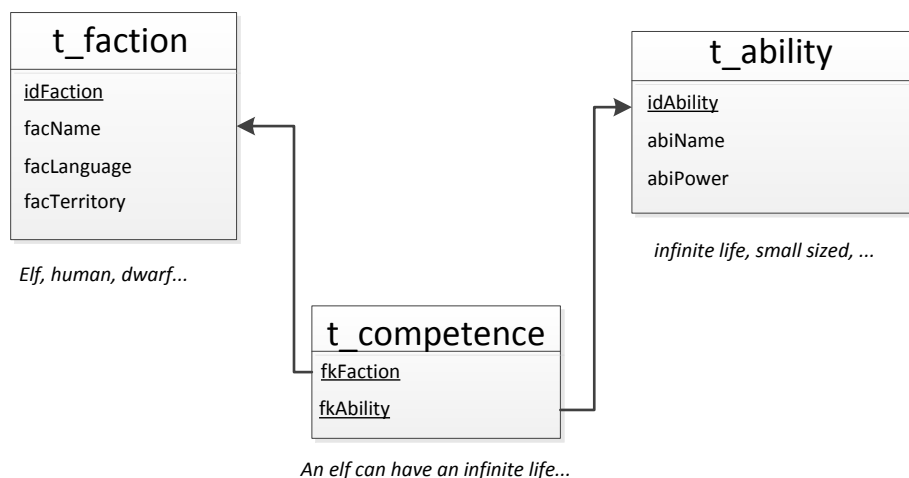 t_faction
idFaction
facName
facLanguage
facTerritory
Elf, human, dwarf...
t_ability
idAbility
abiName
abiPower
infinite life, small sized, ...
t_competence
fkFaction
fkAbility
An elf can have an infinite life...